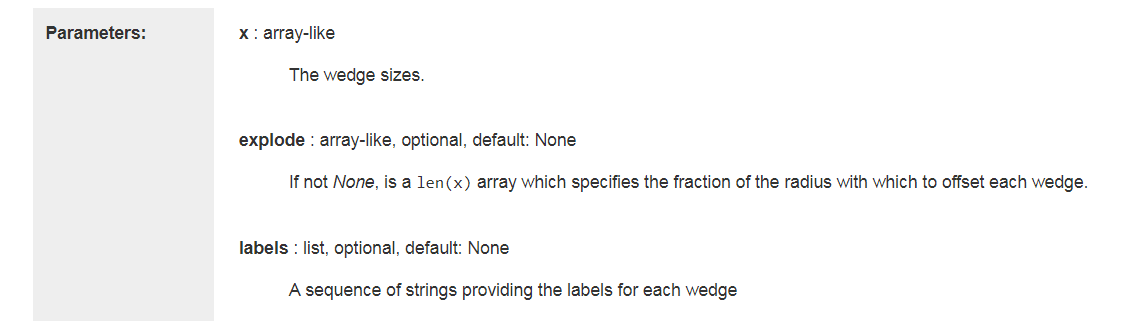 Parameters: x : array-like
The wedge sizes.
explode : array-like, optional, default: None
If not None, is a len(x) array which specifies the fraction of the radius with which to offset each wedge.
labels : list, optional, default: None
A sequence of strings providing the labels for each wedge